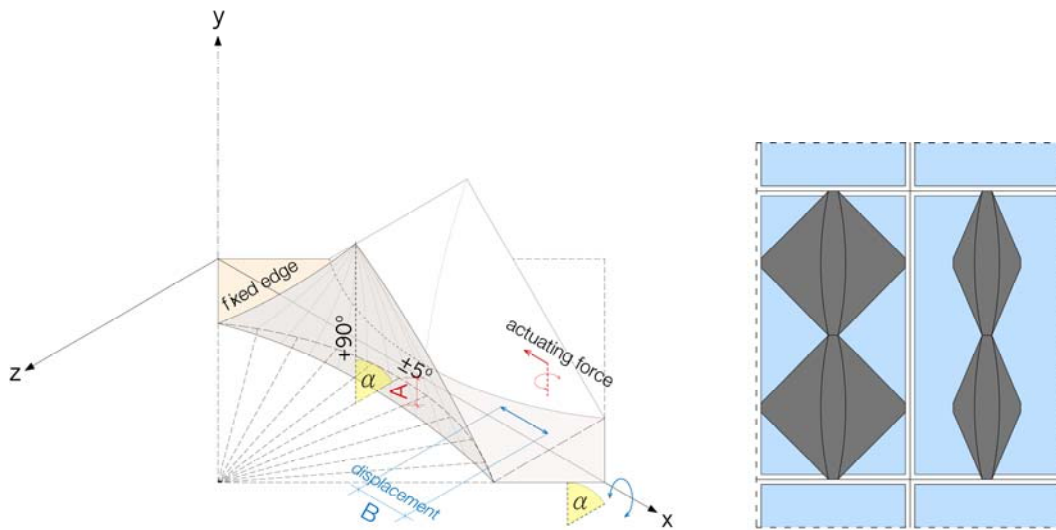 y
fixed edge
z
+90°
α
±5°
A
actuating force
displacement
B
α
x